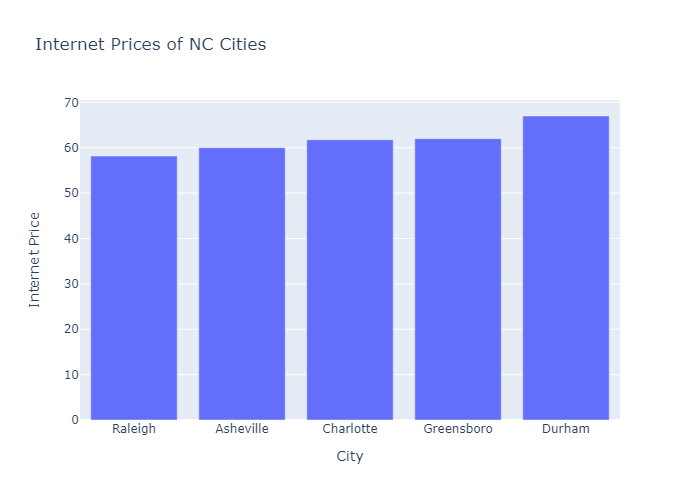 Internet Prices of NC Cities
Internet Price
70
60
50
40
30
20
10
0
Raleigh Asheville Charlotte Greensboro Durham
City